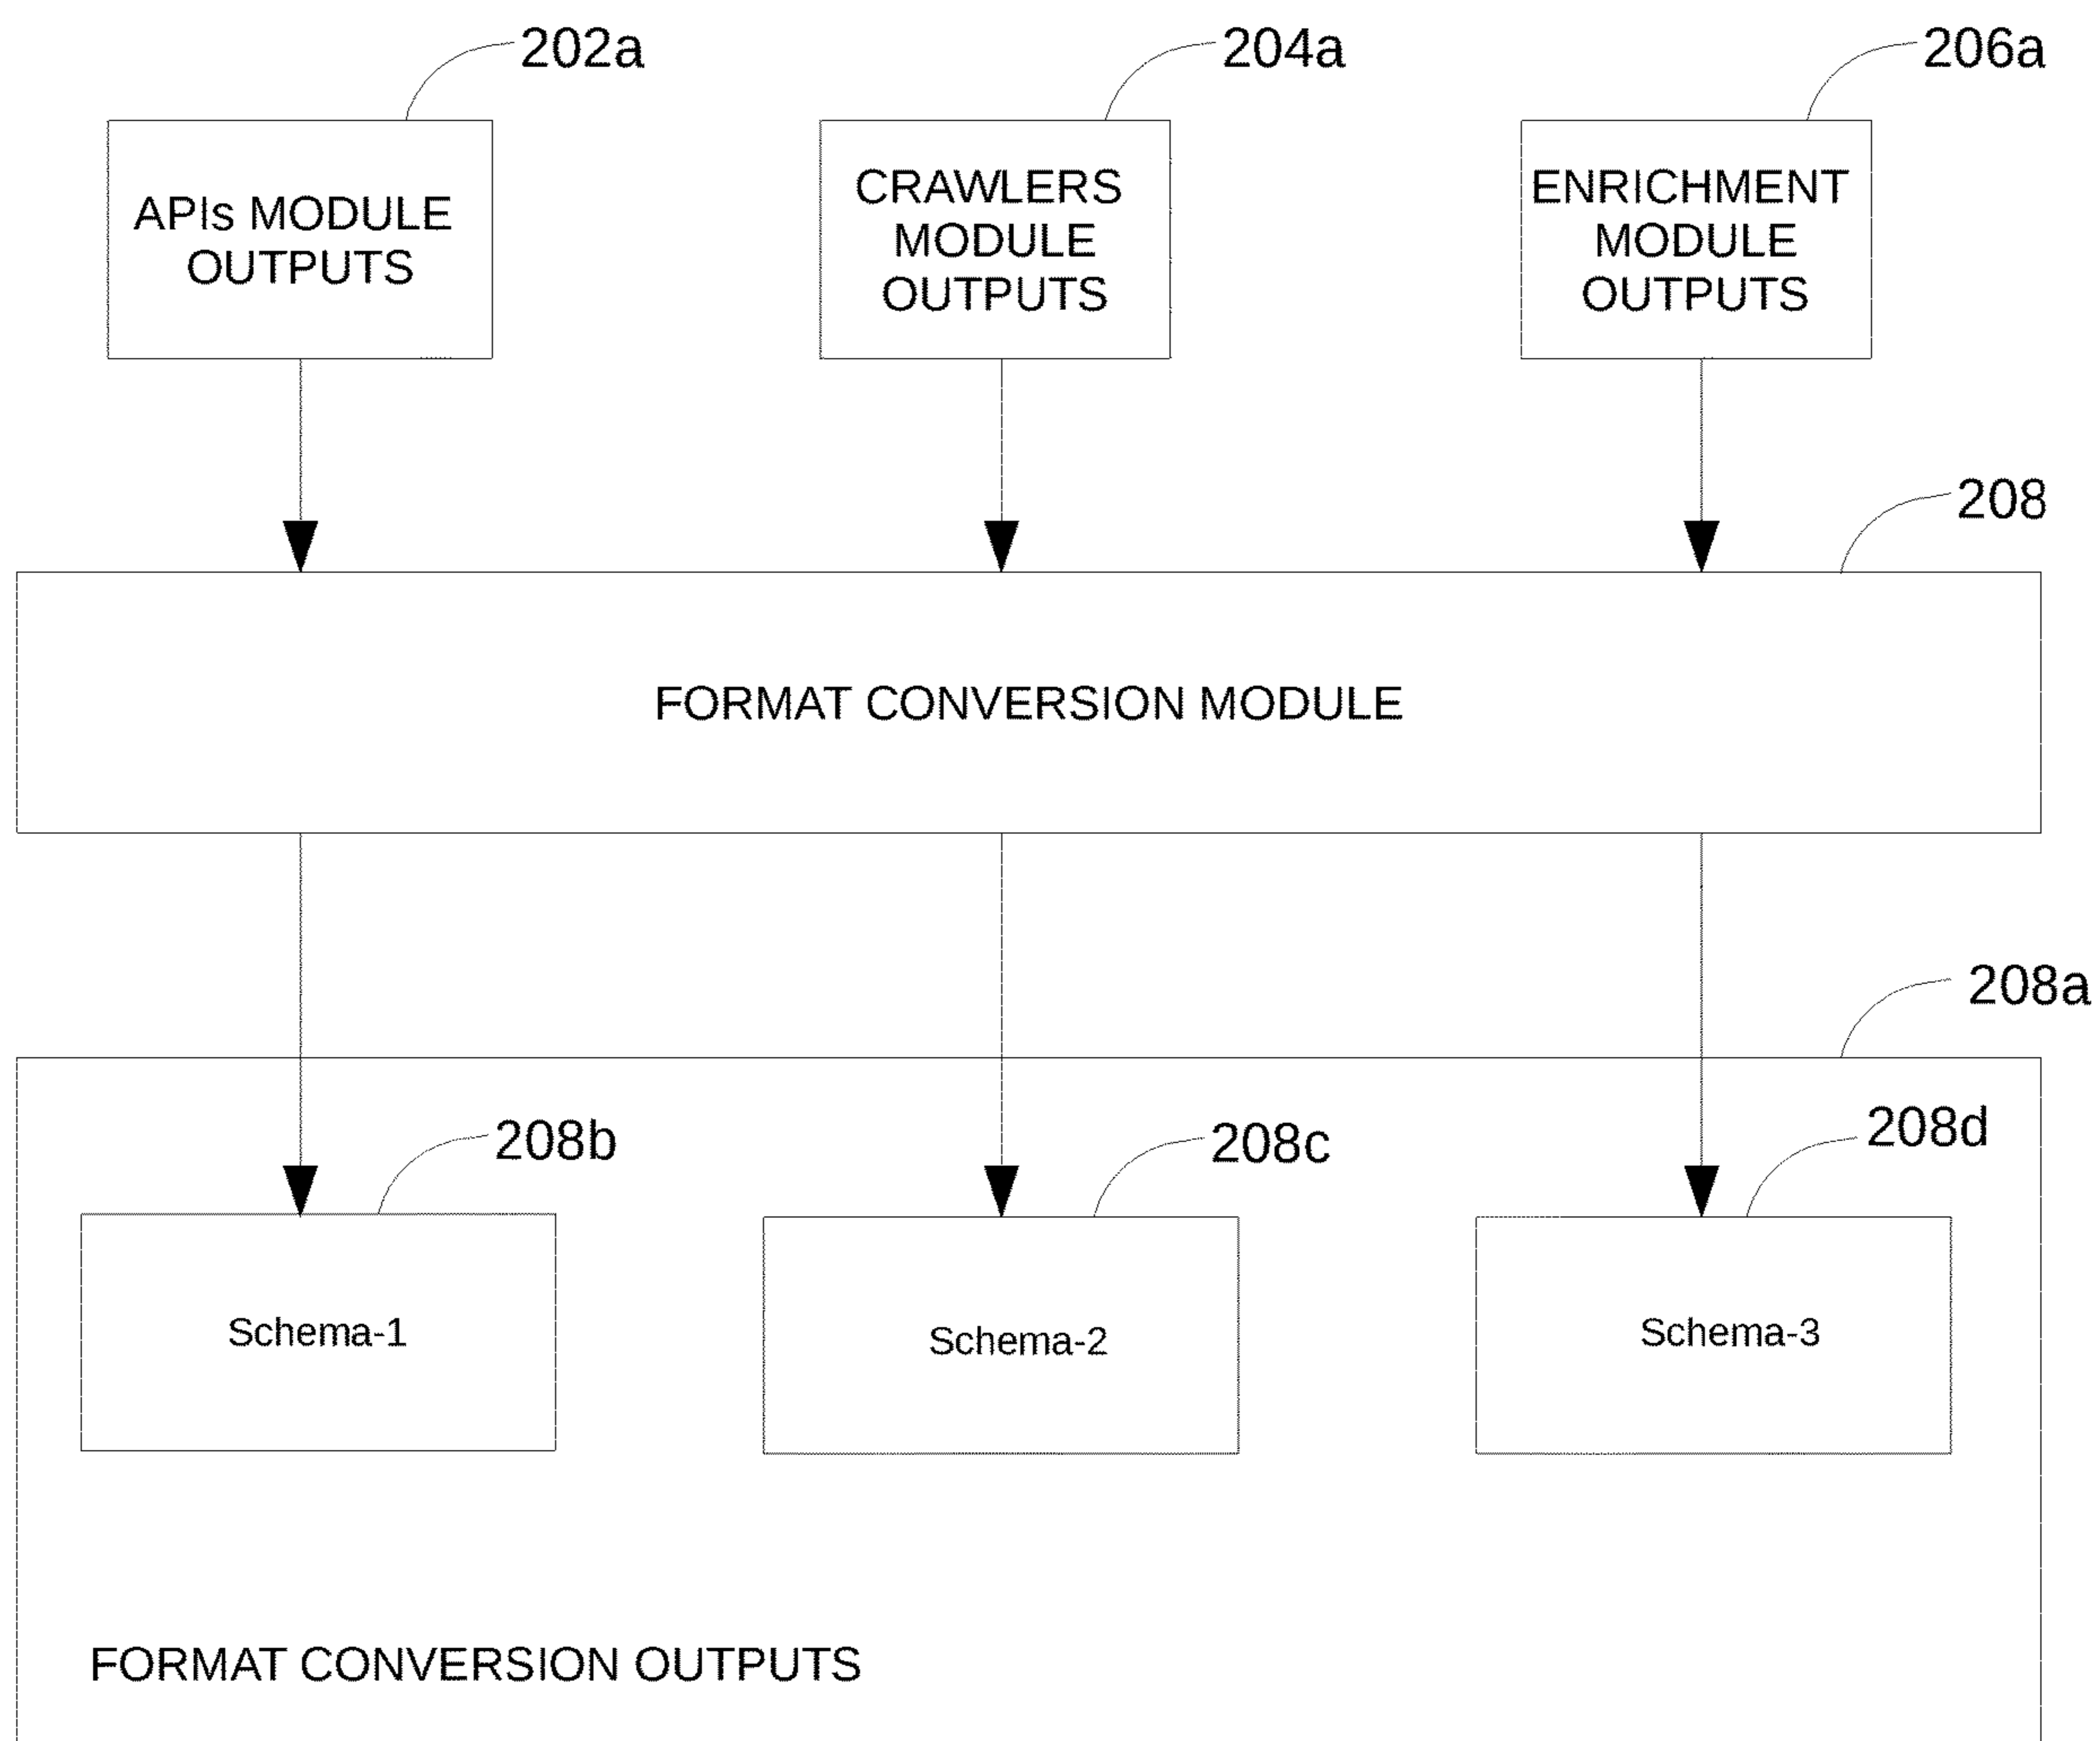 202a
204a
206a
APIs MODULE
OUTPUTS
CRAWLERS
MODULE
OUTPUTS
ENRICHMENT
MODULE
OUTPUTS
208
FORMAT CONVERSION MODULE
208a
208b
208c
208d
Schema-1
Schema-2
Schema-3
FORMAT CONVERSION OUTPUTS